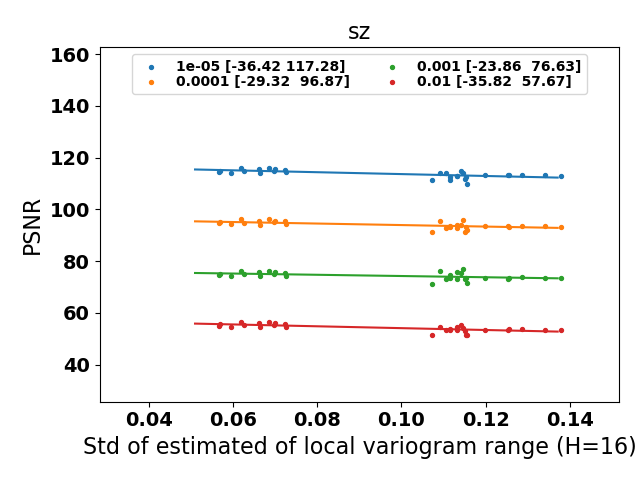 sz
1e-05 [-36.42 117.28]
0.0001 [-29.32  96.87]
0.001 [-23.86  76.63]
0.01 [-35.82  57.67]
PSNR
160
140
120
100
80
60
40
0.04 0.06 0.08 0.10 0.12 0.14
Std of estimated of local variogram range (H=16)